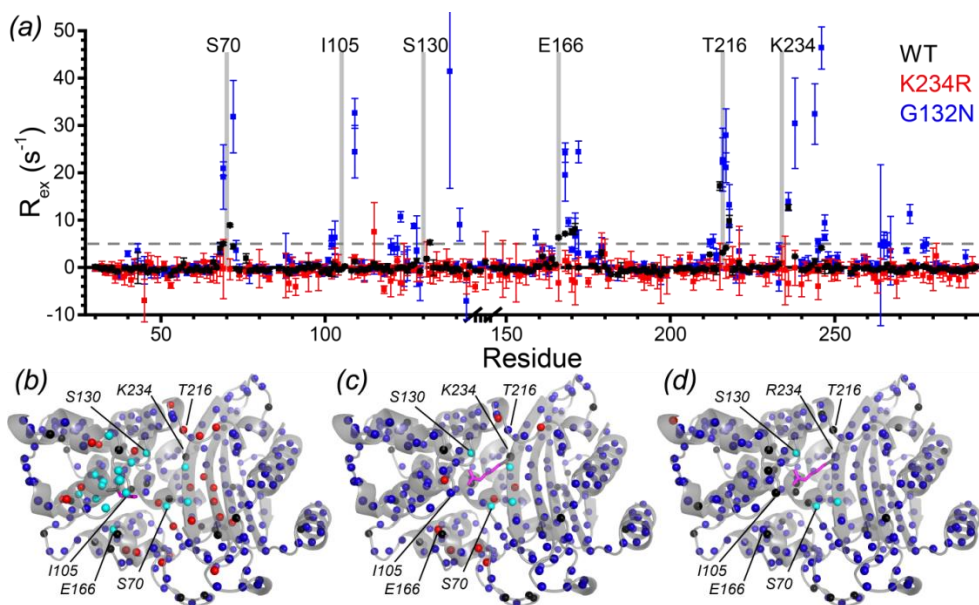 (a)
50
40
30
20
10
0
-10
R_ex (s⁻¹)
S70 I105 S130 E166 T216 K234
WT
K234R
G132N
50 100 150 200 250
Residue
(b) S130 K234 T216
I105 E166 S70
(c) S130 K234 T216
I105 E166 S70
(d) S130 R234 T216
I105 E166 S70